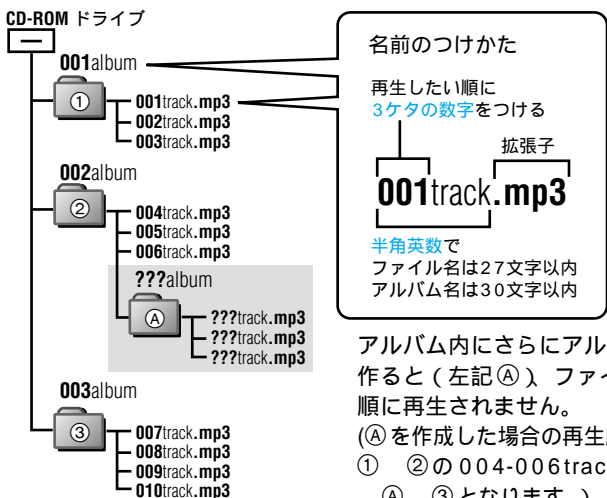 CD-ROM ドライブ
001album
①
001track.mp3
002track.mp3
003track.mp3
002album
②
004track.mp3
005track.mp3
006track.mp3
???album
Ⓐ
???track.mp3
???track.mp3
???track.mp3
003album
③
007track.mp3
008track.mp3
009track.mp3
010track.mp3
名前のつけかた
再生したい順に
3ケタの数字をつける
拡張子
001track.mp3
半角英数で
ファイル名は27文字以内
アルバム名は30文字以内
アルバム内にさらにアル
作ると(左記Ⓐ)、ファイ
順に再生されません。
(Ⓐを作成した場合の再生
① ②の004-006trac
Ⓐ ③となります。)